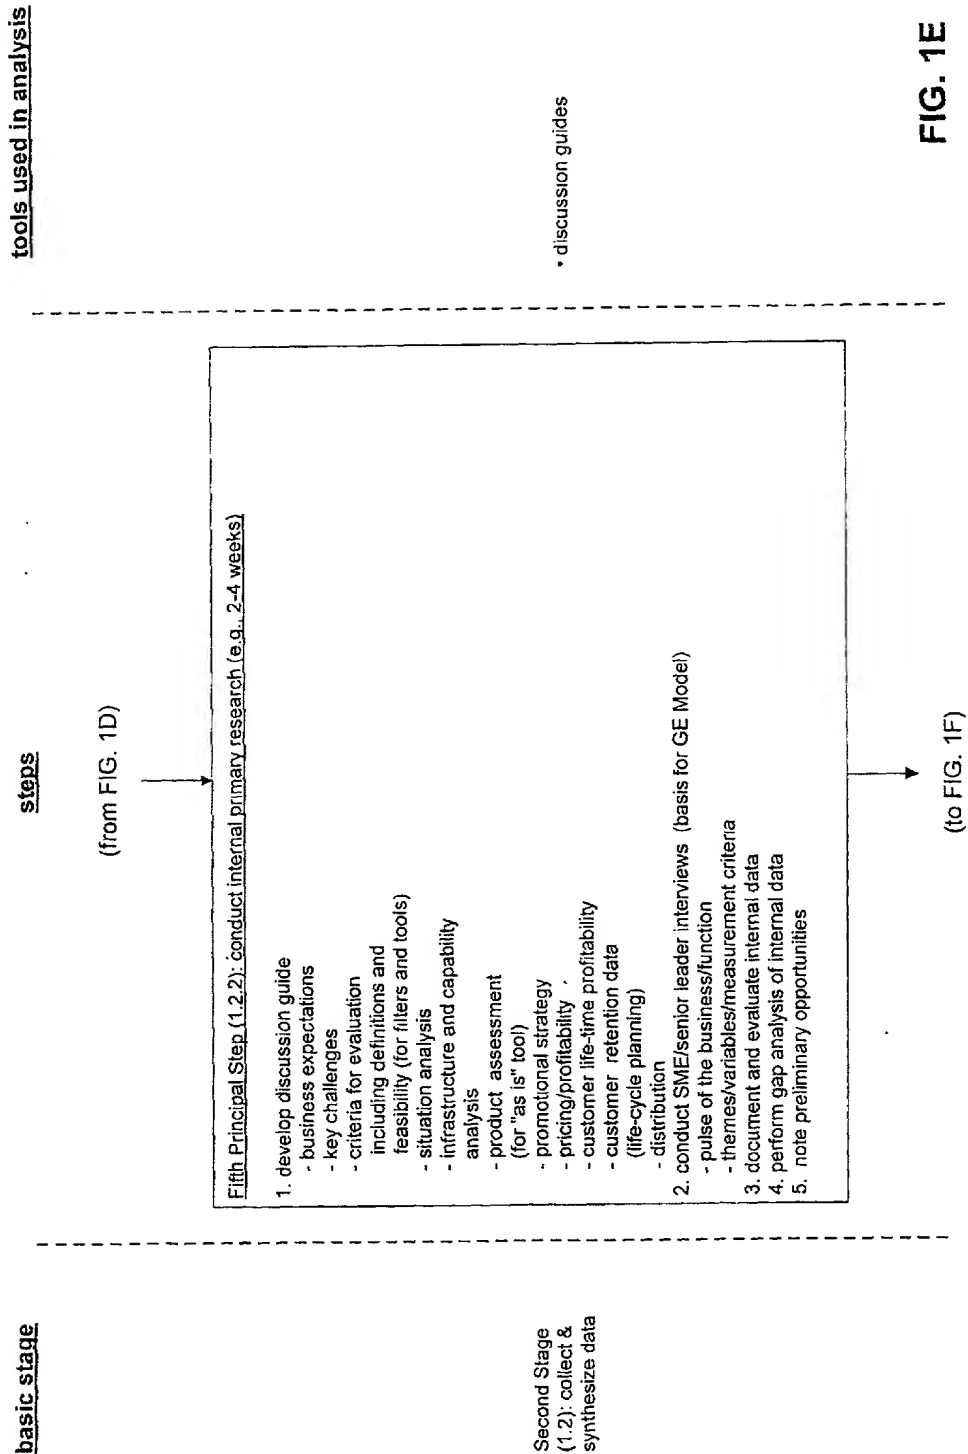 basic stage
steps
tools used in analysis
(from FIG. 1D)
Second Stage
(1.2): collect &
synthesize data
Fifth Principal Step (1.2.2): conduct internal primary research (e.g., 2-4 weeks)
1. develop discussion guide
- business expectations
- key challenges
- criteria for evaluation
including definitions and
feasibility (for filters and tools)
- situation analysis
- infrastructure and capability
analysis
- product assessment
(for "as is" tool)
- promotional strategy
- pricing/profitability
- customer life-time profitability
- customer retention data
(life-cycle planning)
- distribution
2. conduct SME/senior leader interviews (basis for GE Model)
- pulse of the business/function
- themes/variables/measurement criteria
3. document and evaluate internal data
4. perform gap analysis of internal data
5. note preliminary opportunities
• discussion guides
(to FIG. 1F)
FIG. 1E